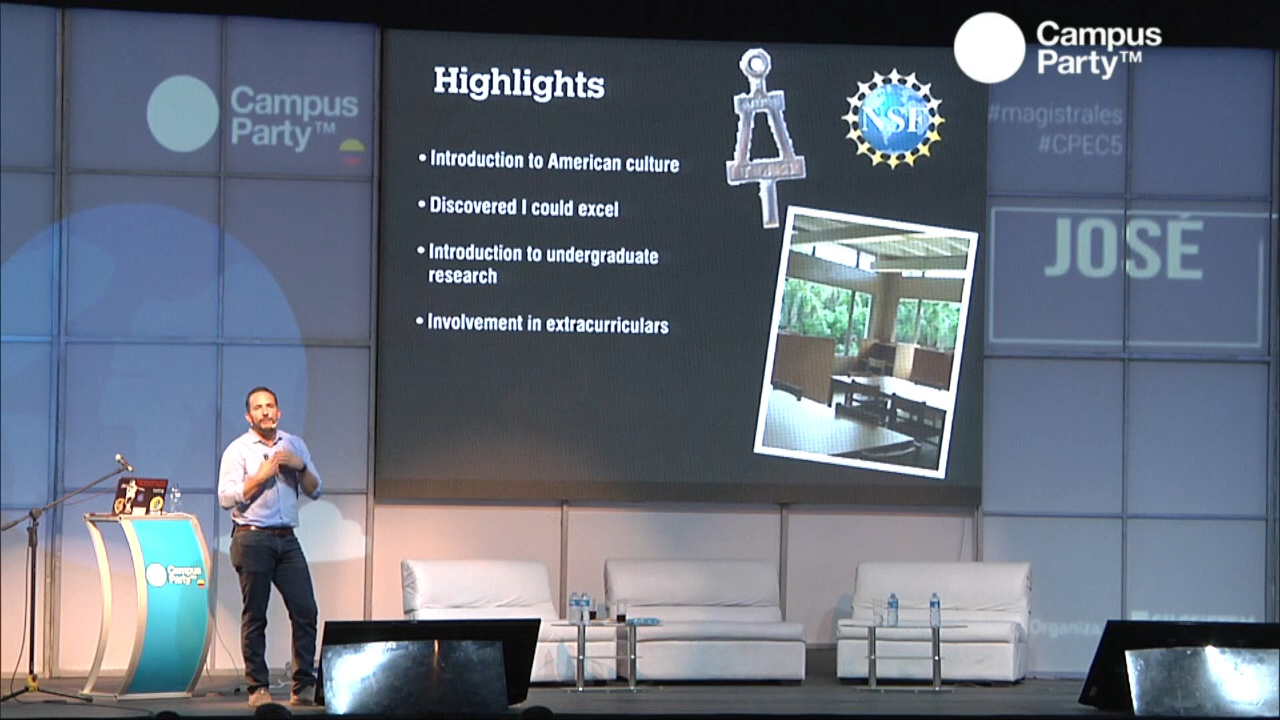 Campus
Party™
Campus
Party™
Highlights
• Introduction to American culture
• Discovered I could excel
• Introduction to undergraduate
research
• Involvement in extracurriculars
NSF
#magistrales
#CPEC5
JOSÉ
Campus
Party
Organiza